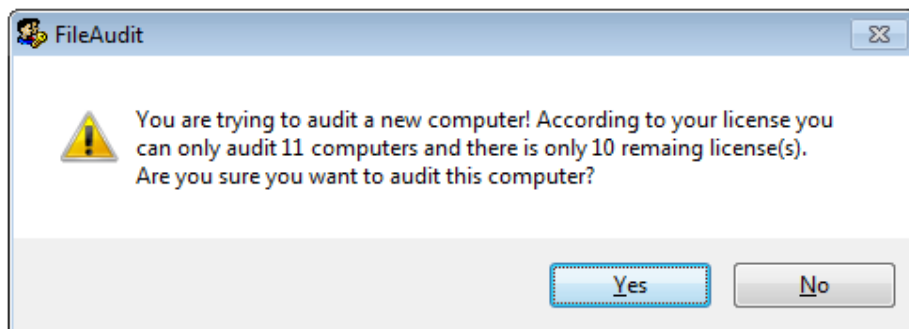 FileAudit
You are trying to audit a new computer! According to your license you
can only audit 11 computers and there is only 10 remaing license(s).
Are you sure you want to audit this computer?
Yes
No